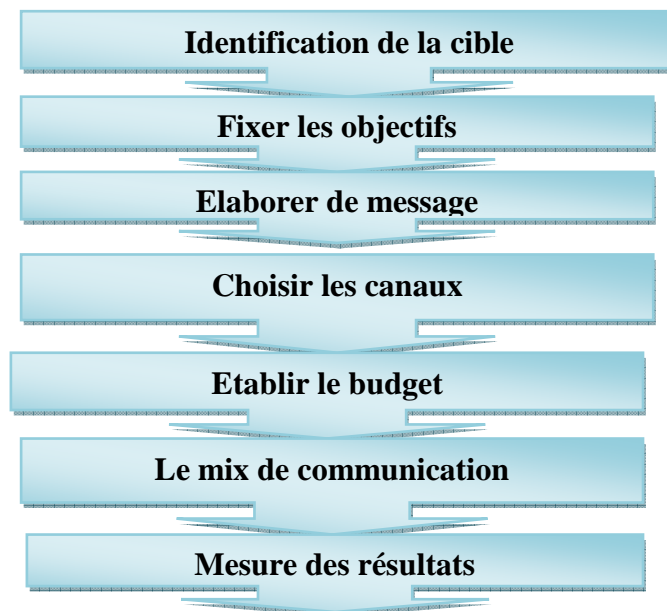 Identification de la cible
Fixer les objectifs
Elaborer de message
Choisir les canaux
Etablir le budget
Le mix de communication
Mesure des résultats